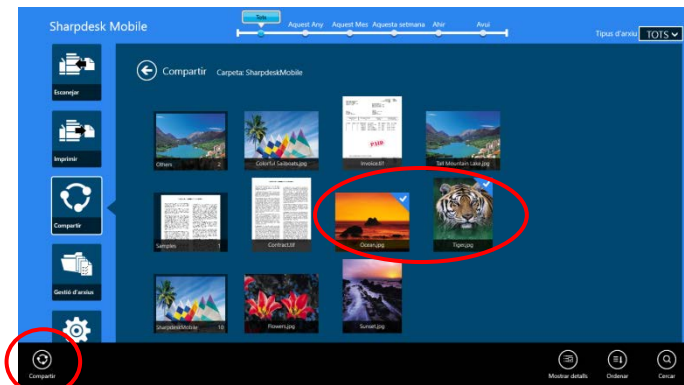 Sharpdesk Mobile
Tots
Aquest Any
Aquest Mes
Aquesta setmana
Ahir
Avui
Tipus d'arxiu
TOTS
Escanejar
Imprimir
Compartir
Gestió d'arxius
Compartir
Carpeta: SharpdeskMobile
Others 2
Colorful Sailboats.jpg
Invoice.tif
Tall Mountain Lake.jpg
Samples 1
Contract.tif
Ocean.jpg
Tiger.jpg
SharpdeskMobile 10
Flowers.jpg
Sunset.jpg
Compartir
Mostrar detalls
Ordenar
Cercar